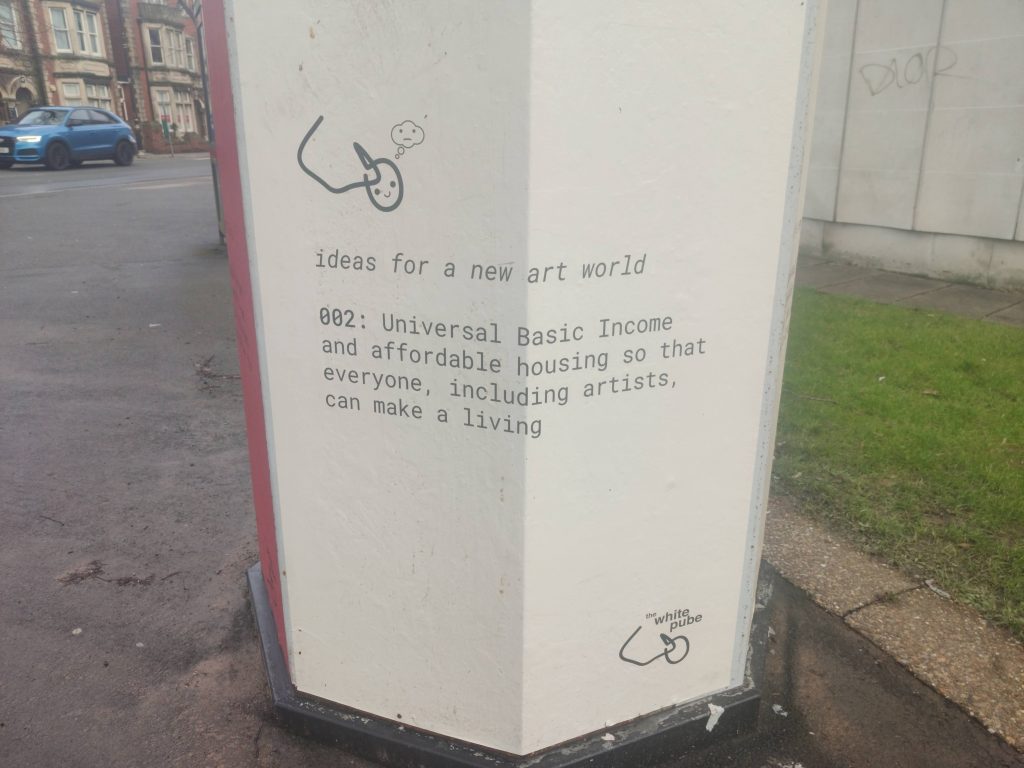 ideas for a new art world
002: Universal Basic Income
and affordable housing so that
everyone, including artists,
can make a living
the white
pube
DIOR